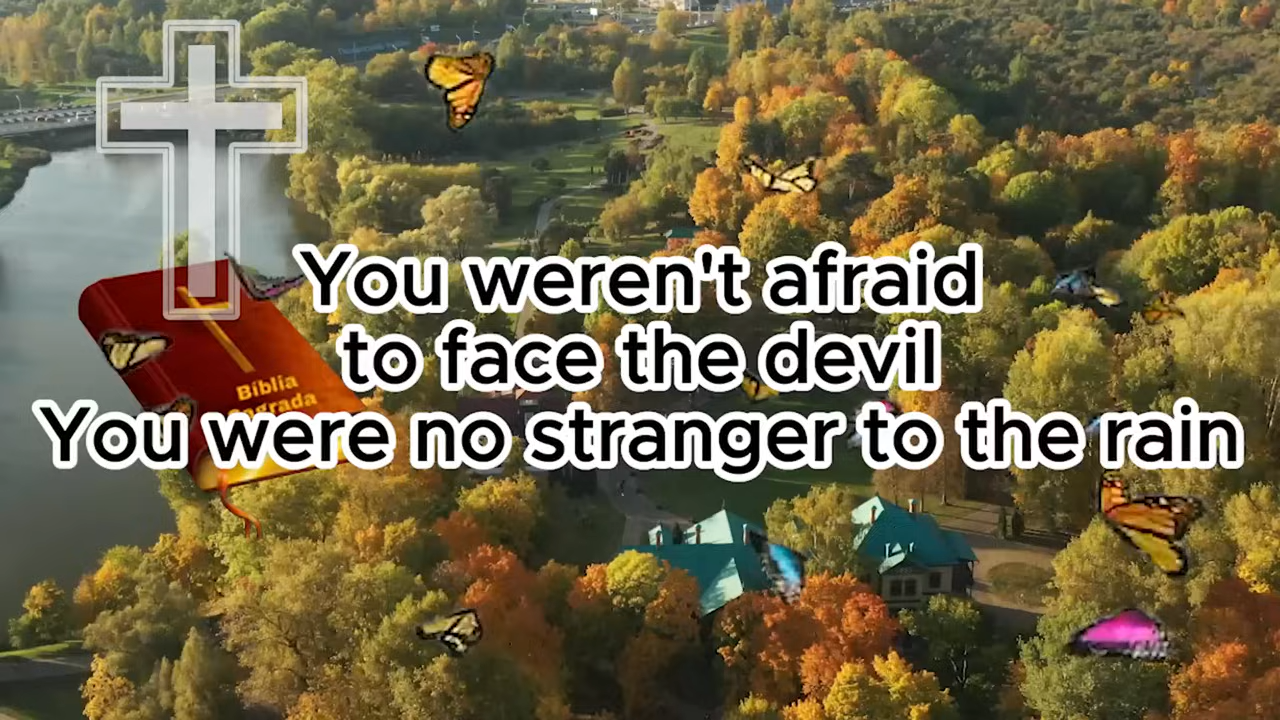 You weren't afraid
to face the devil
You were no stranger to the rain
Bíblia
Sagrada